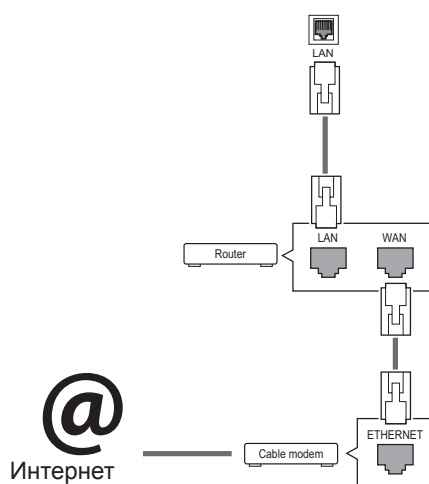 LAN
LAN WAN
Router
ETHERNET
@
Cable modem
Интернет